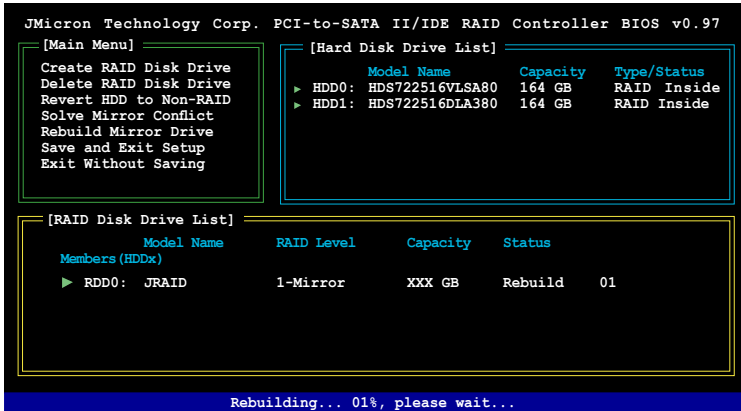 JMicron Technology Corp. PCI-to-SATA II/IDE RAID Controller BIOS v0.97
[Main Menu]
Create RAID Disk Drive
Delete RAID Disk Drive
Revert HDD to Non-RAID
Solve Mirror Conflict
Rebuild Mirror Drive
Save and Exit Setup
Exit Without Saving
[Hard Disk Drive List]
Model Name Capacity Type/Status
HDD0: HDS722516VLSA80 164 GB RAID Inside
HDD1: HDS722516DLA380 164 GB RAID Inside
[RAID Disk Drive List]
Model Name RAID Level Capacity Status
Members(HDDx)
RDD0: JRAID 1-Mirror XXX GB Rebuild 01
Rebuilding... 01%, please wait...